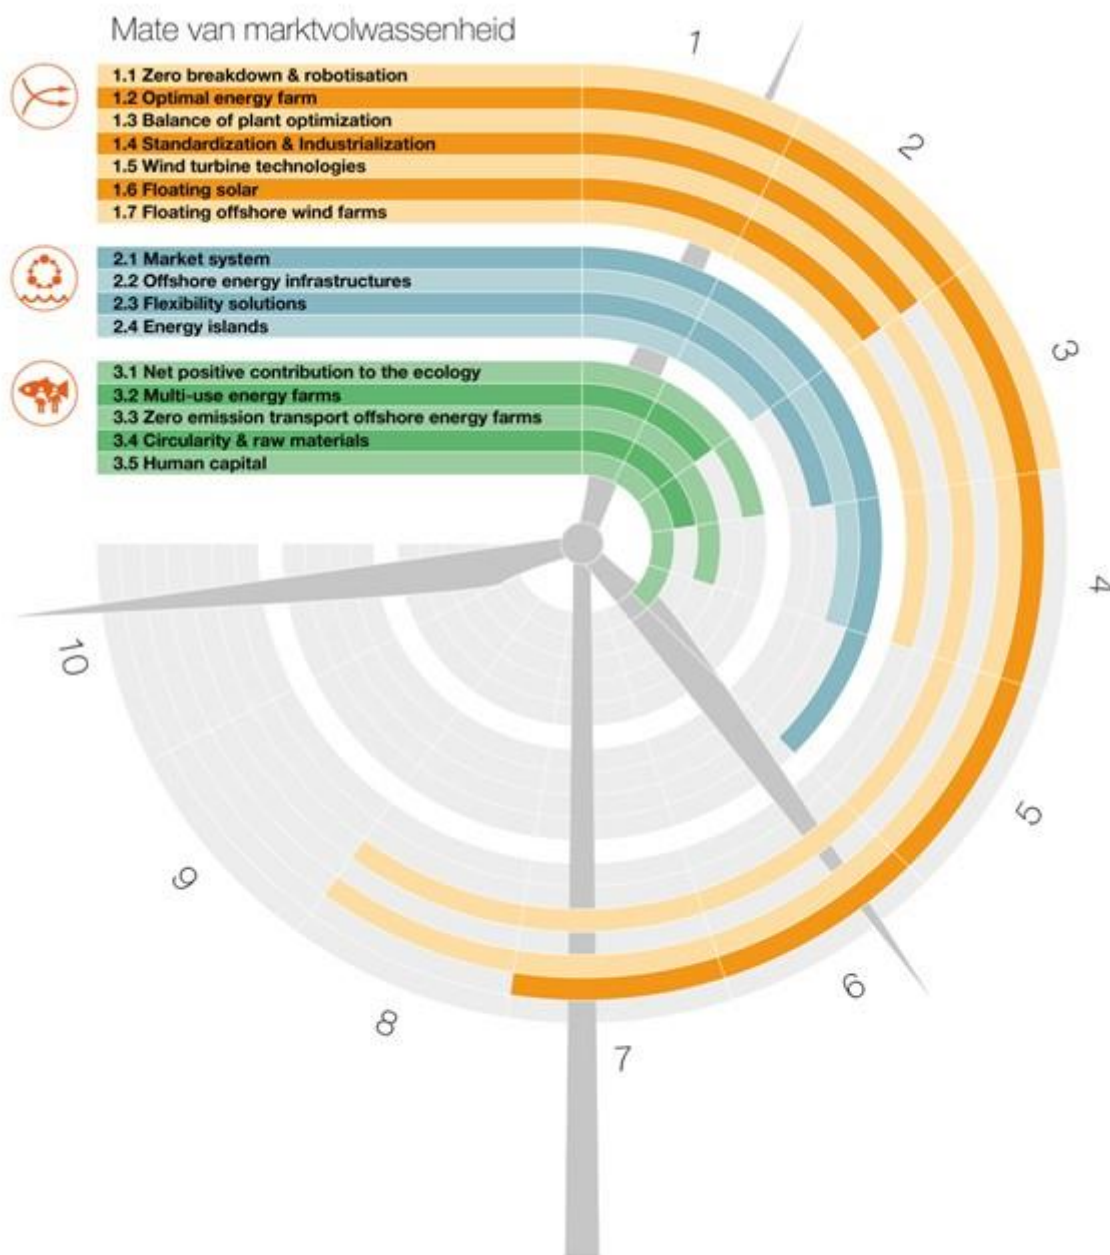 Mate van marktvolwassenheid
1.1 Zero breakdown & robotisation
1.2 Optimal energy farm
1.3 Balance of plant optimization
1.4 Standardization & Industrialization
1.5 Wind turbine technologies
1.6 Floating solar
1.7 Floating offshore wind farms
2.1 Market system
2.2 Offshore energy infrastructures
2.3 Flexibility solutions
2.4 Energy islands
3.1 Net positive contribution to the ecology
3.2 Multi-use energy farms
3.3 Zero emission transport offshore energy farms
3.4 Circularity & raw materials
3.5 Human capital
1
2
3
4
5
6
7
8
9
10